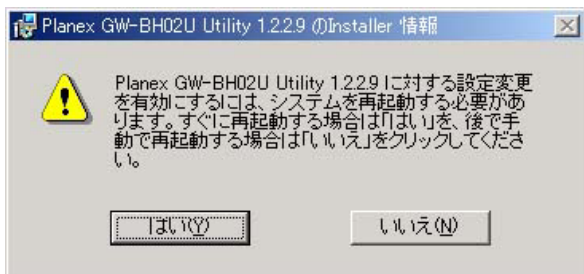 Planex GW-BH02U Utility 1.2.2.9 のInstaller 情報
Planex GW-BH02U Utility 1.2.2.9 に対する設定変更
を有効にするには、システムを再起動する必要があ
ります。すぐに再起動する場合は「はい」を、後で手
動で再起動する場合は「いいえ」をクリックしてくださ
い。
はい(Y)
いいえ(N)